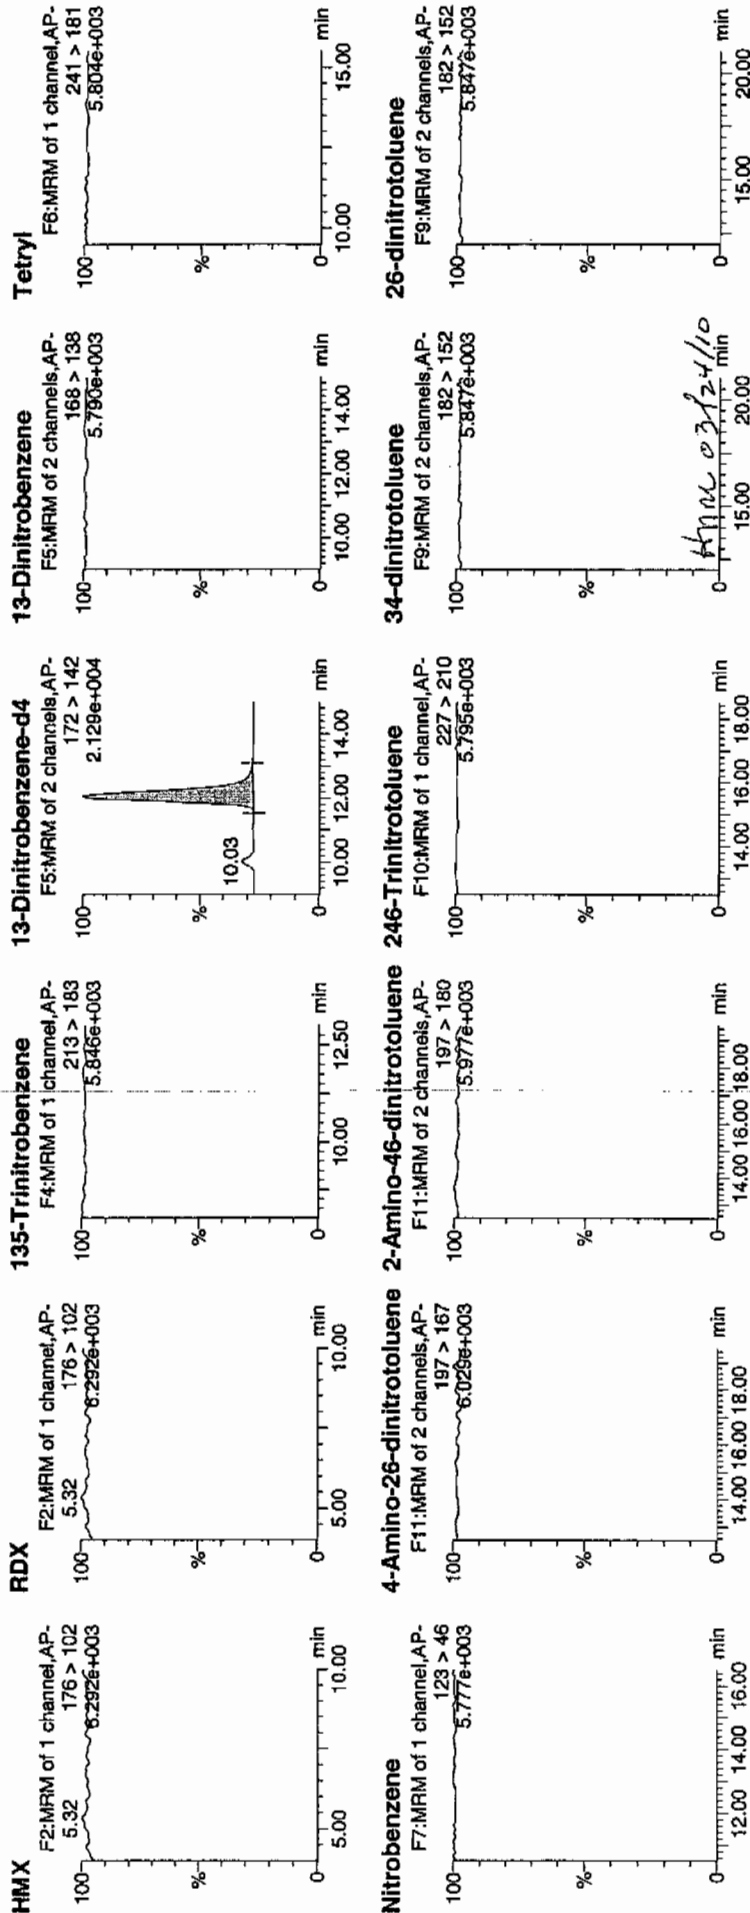 HMX
F2:MRM of 1 channel,AP-
176 > 102
6.292e+003
5.32
100
%
0
5.00
10.00
min
RDX
F2:MRM of 1 channel,AP-
176 > 102
6.292e+003
5.32
100
%
0
5.00
10.00
min
135-Trinitrobenzene
F4:MRM of 1 channel,AP-
213 > 183
5.846e+003
100
%
0
10.00
12.50
min
13-Dinitrobenzene-d4
F5:MRM of 2 channels,AP-
172 > 142
2.129e+004
100
%
10.03
0
10.00
12.00
14.00
min
13-Dinitrobenzene
F5:MRM of 2 channels,AP-
168 > 138
5.790e+003
100
%
0
10.00
12.00
14.00
min
Tetryl
F6:MRM of 1 channel,AP-
241 > 181
5.804e+003
100
%
0
10.00
15.00
min
Nitrobenzene
F7:MRM of 1 channel,AP-
123 > 46
5.777e+003
100
%
0
12.00
14.00
16.00
min
4-Amino-26-dinitrotoluene
F11:MRM of 2 channels,AP-
197 > 167
6.029e+003
100
%
0
14.00
16.00
18.00
min
2-Amino-46-dinitrotoluene
F11:MRM of 2 channels,AP-
197 > 180
5.977e+003
100
%
0
14.00
16.00
18.00
min
246-Trinitrotoluene
F10:MRM of 1 channel,AP-
227 > 210
5.795e+003
100
%
0
14.00
16.00
18.00
min
34-dinitrotoluene
F9:MRM of 2 channels,AP-
182 > 152
5.847e+003
100
%
0
15.00
20.00
min
03/24/10
26-dinitrotoluene
F9:MRM of 2 channels,AP-
182 > 152
5.847e+003
100
%
0
15.00
20.00
min